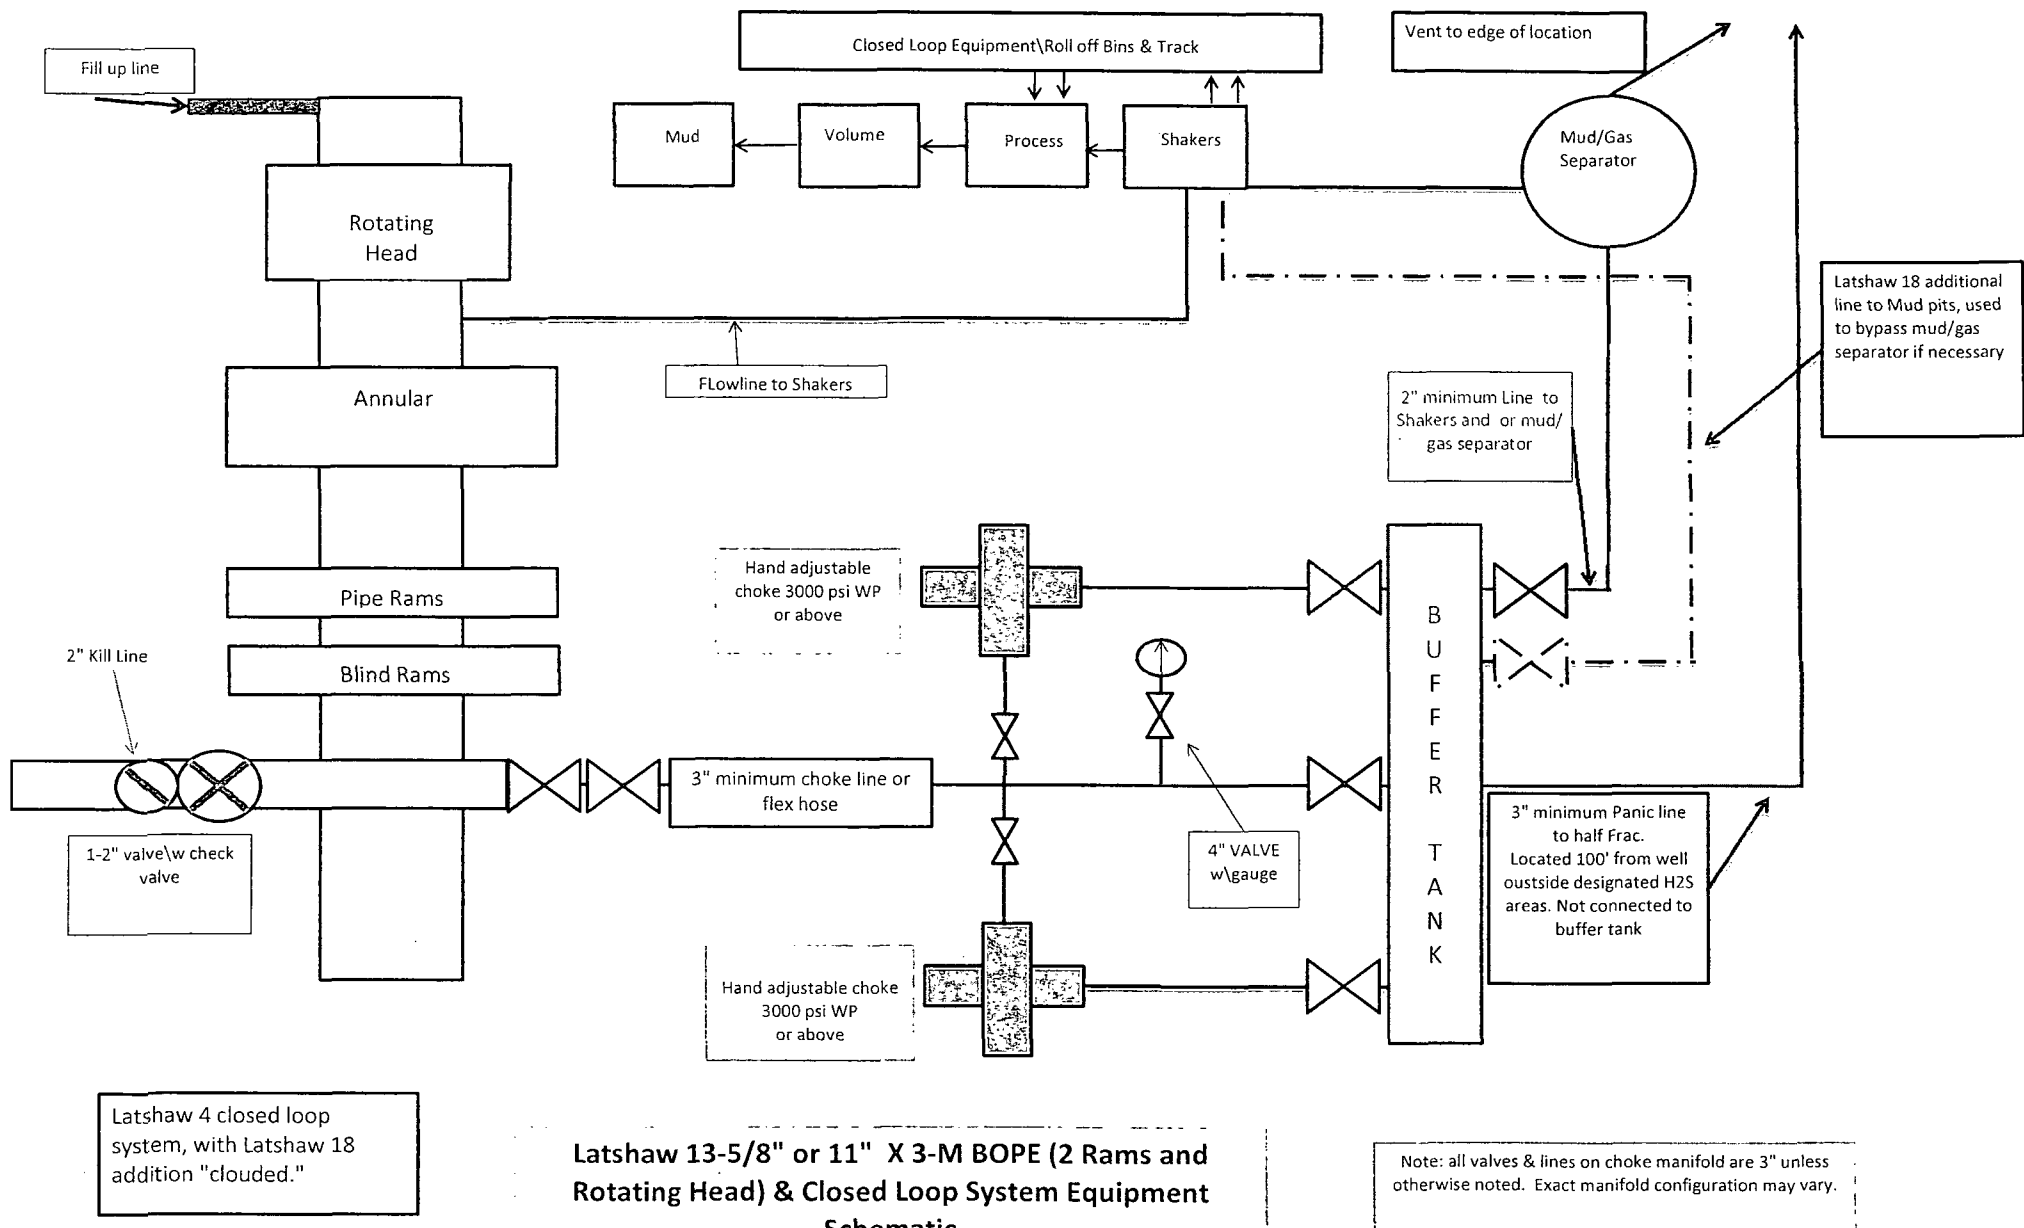 Fill up line
Closed Loop Equipment\Roll off Bins & Track
Vent to edge of location
Mud
Volume
Process
Shakers
Mud/Gas
Separator
Rotating
Head
Latshaw 18 additional
line to Mud pits, used
to bypass mud/gas
separator if necessary
FLowline to Shakers
Annular
2" minimum Line to
Shakers and or mud/
gas separator
Hand adjustable
choke 3000 psi WP
or above
Pipe Rams
Blind Rams
2" Kill Line
BUFFER TANK
3" minimum choke line or
flex hose
1-2" valve\w check
valve
4" VALVE
w\gauge
3" minimum Panic line
to half Frac.
Located 100' from well
oustside designated H2S
areas. Not connected to
buffer tank
Hand adjustable choke
3000 psi WP
or above
Latshaw 4 closed loop
system, with Latshaw 18
addition "clouded."
Latshaw 13-5/8" or 11" X 3-M BOPE (2 Rams and
Rotating Head) & Closed Loop System Equipment
Schematic
Note: all valves & lines on choke manifold are 3" unless
otherwise noted. Exact manifold configuration may vary.